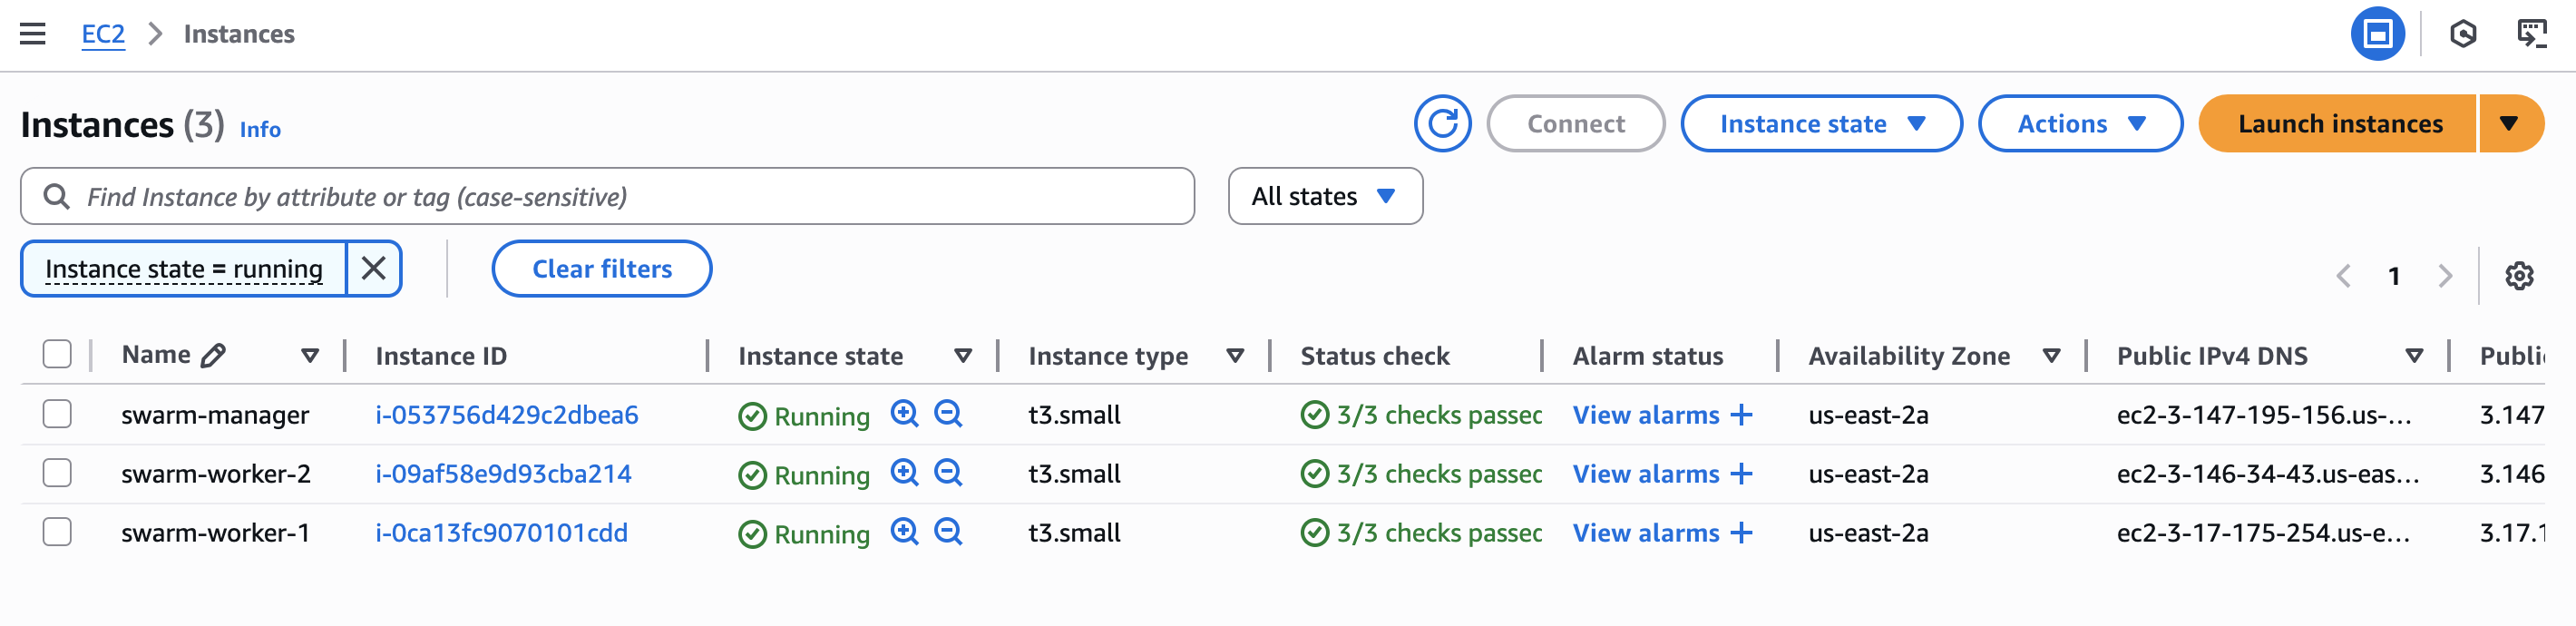 EC2 > Instances
Instances (3) Info
Connect Instance state Actions Launch instances
Find Instance by attribute or tag (case-sensitive) All states
Instance state = running Clear filters
1
Name Instance ID Instance state Instance type Status check Alarm status Availability Zone Public IPv4 DNS Public
swarm-manager i-053756d429c2dbea6 Running t3.small 3/3 checks passed View alarms + us-east-2a ec2-3-147-195-156.us-... 3.147
swarm-worker-2 i-09af58e9d93cba214 Running t3.small 3/3 checks passed View alarms + us-east-2a ec2-3-146-34-43.us-eas... 3.146
swarm-worker-1 i-0ca13fc9070101cdd Running t3.small 3/3 checks passed View alarms + us-east-2a ec2-3-17-175-254.us-e... 3.17.1